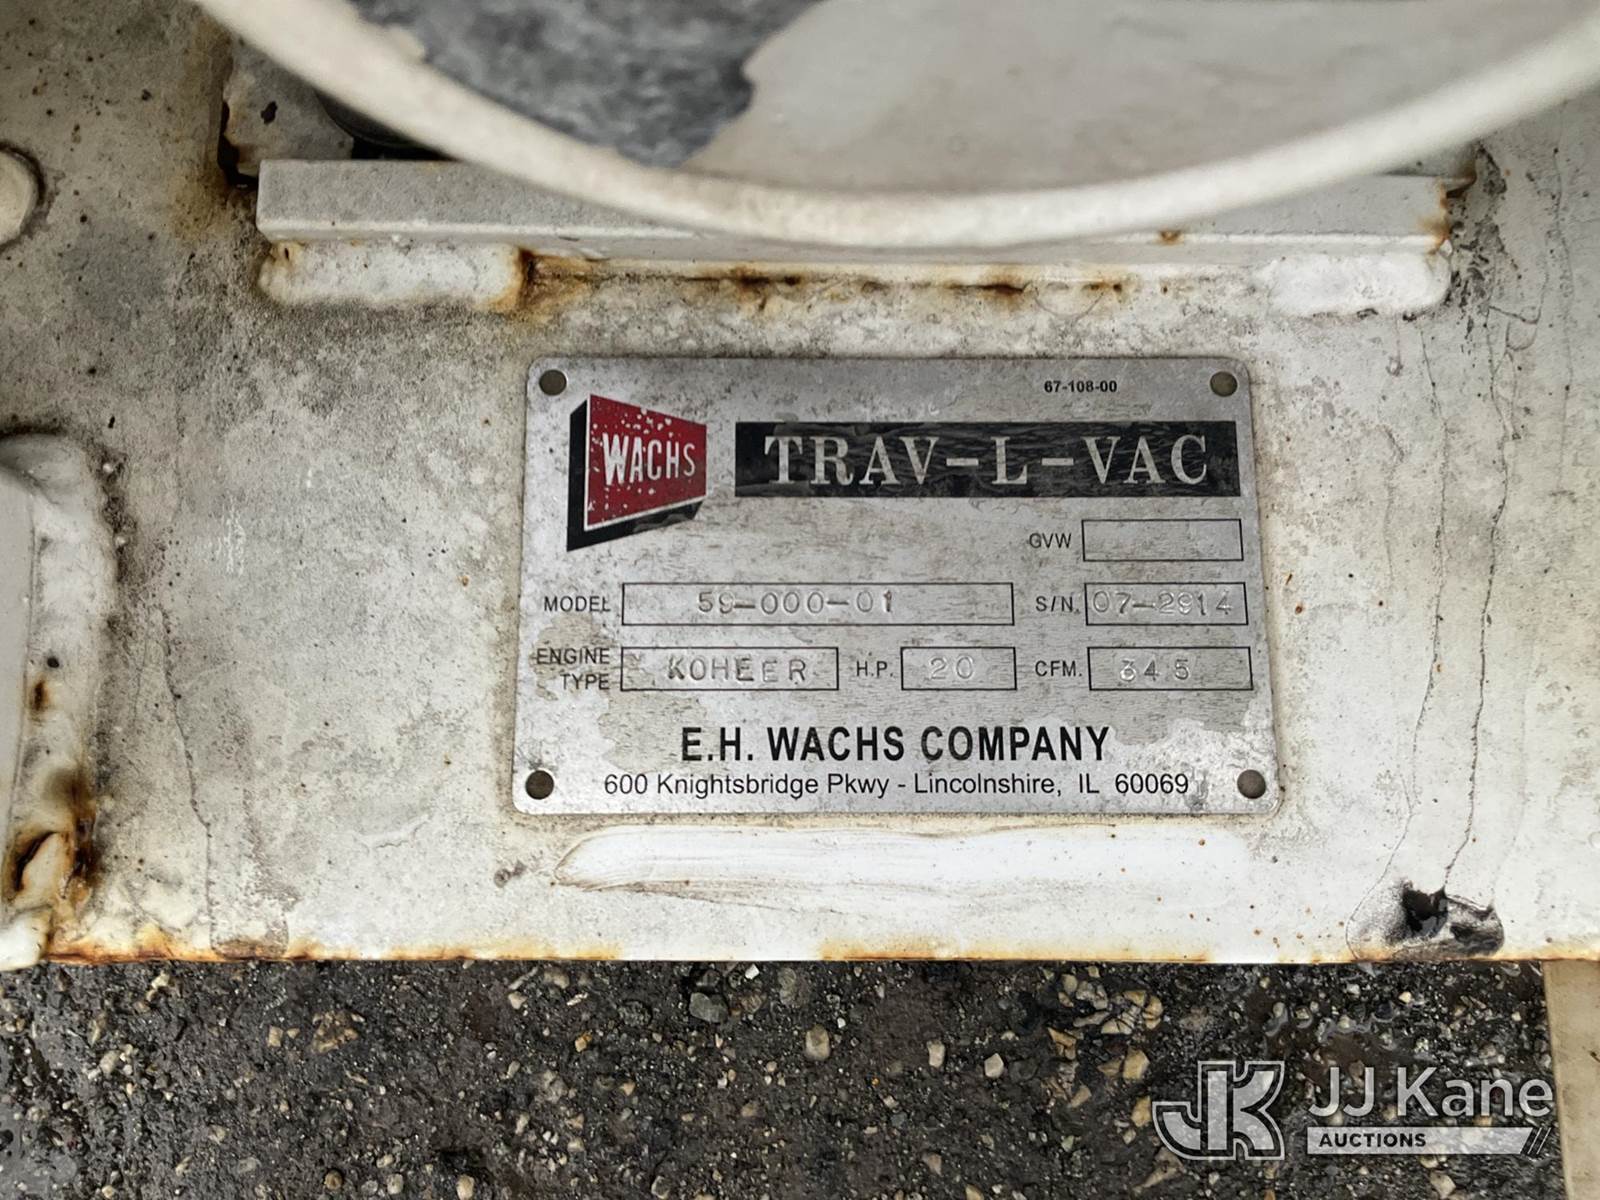 67-108-00
WACHS
TRAV-L-VAC
GVW
MODEL 59-000-01 S/N. 07-2914
ENGINE TYPE KOHEER H.P. 20 CFM. 345
E.H. WACHS COMPANY
600 Knightsbridge Pkwy - Lincolnshire, IL 60069
JK JJ Kane
AUCTIONS